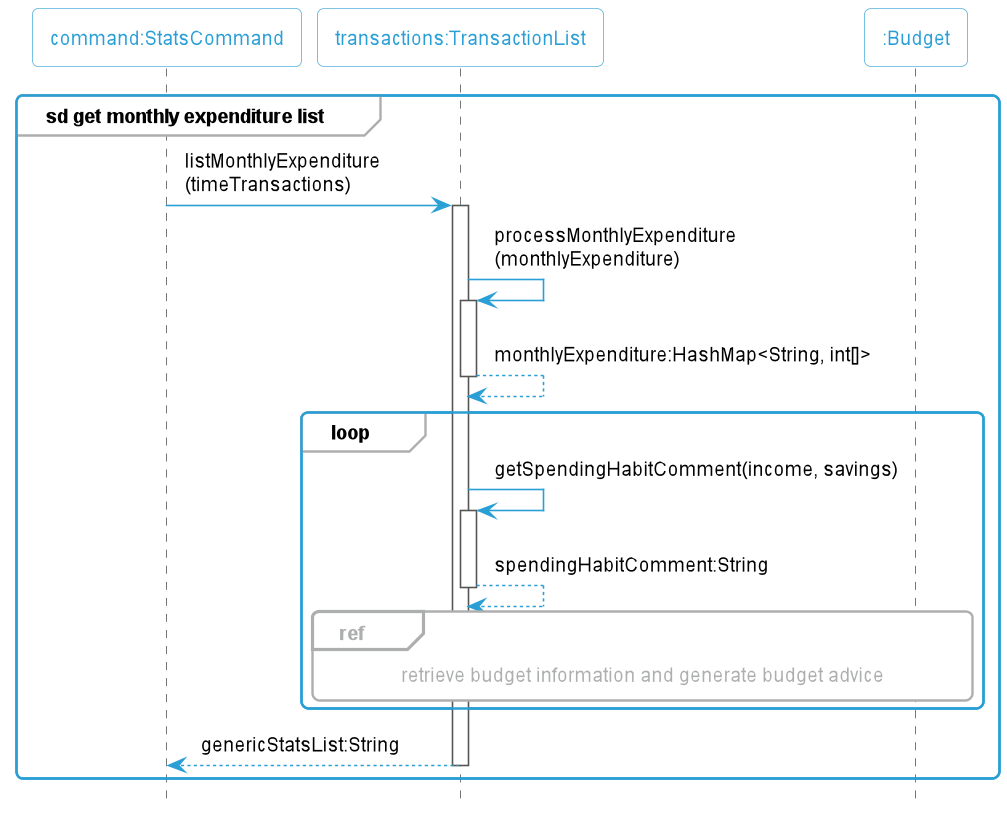 command:StatsCommand
transactions:TransactionList
:Budget
sd get monthly expenditure list
listMonthlyExpenditure
(timeTransactions)
processMonthlyExpenditure
(monthlyExpenditure)
monthlyExpenditure:HashMap<String, int[]>
loop
getSpendingHabitComment(income, savings)
spendingHabitComment:String
ref
retrieve budget information and generate budget advice
genericStatsList:String